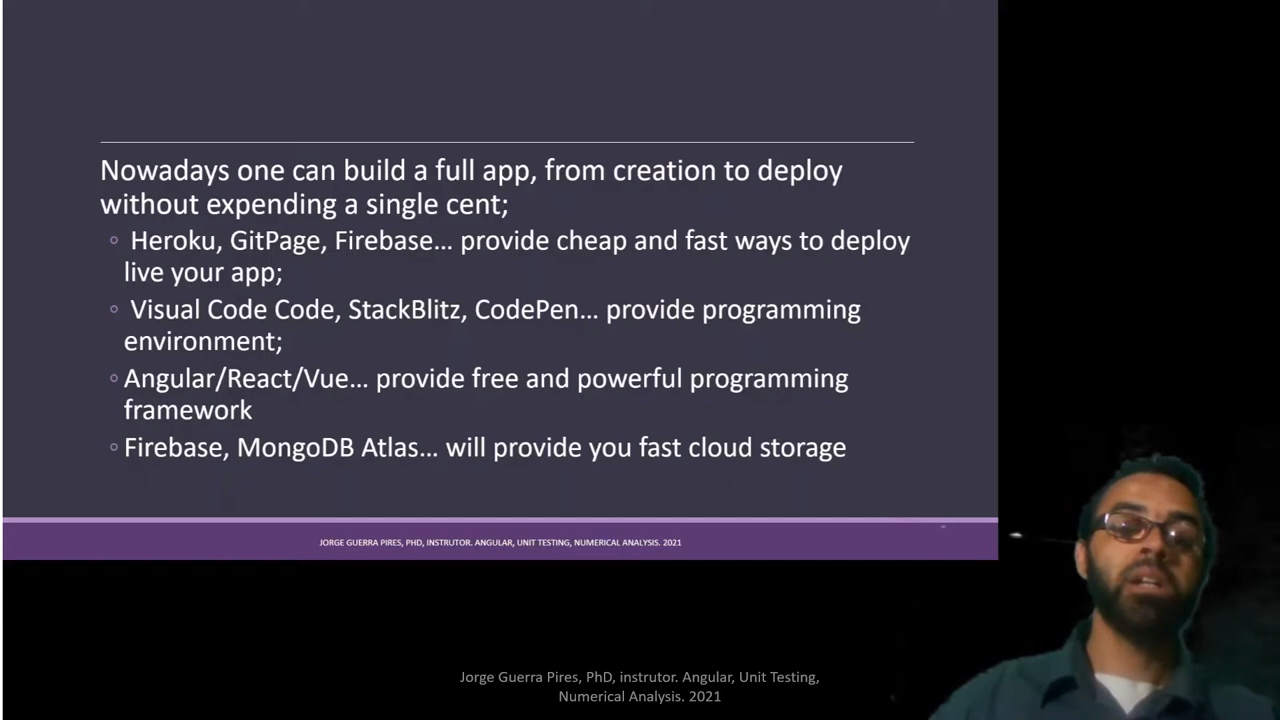 Nowadays one can build a full app, from creation to deploy
without expending a single cent;
◦ Heroku, GitPage, Firebase… provide cheap and fast ways to deploy
live your app;
◦ Visual Code Code, StackBlitz, CodePen… provide programming
environment;
◦ Angular/React/Vue… provide free and powerful programming
framework
◦ Firebase, MongoDB Atlas… will provide you fast cloud storage
JORGE GUERRA PIRES, PHD, INSTRUTOR. ANGULAR, UNIT TESTING, NUMERICAL ANALYSIS. 2021
Jorge Guerra Pires, PhD, instrutor. Angular, Unit Testing,
Numerical Analysis. 2021